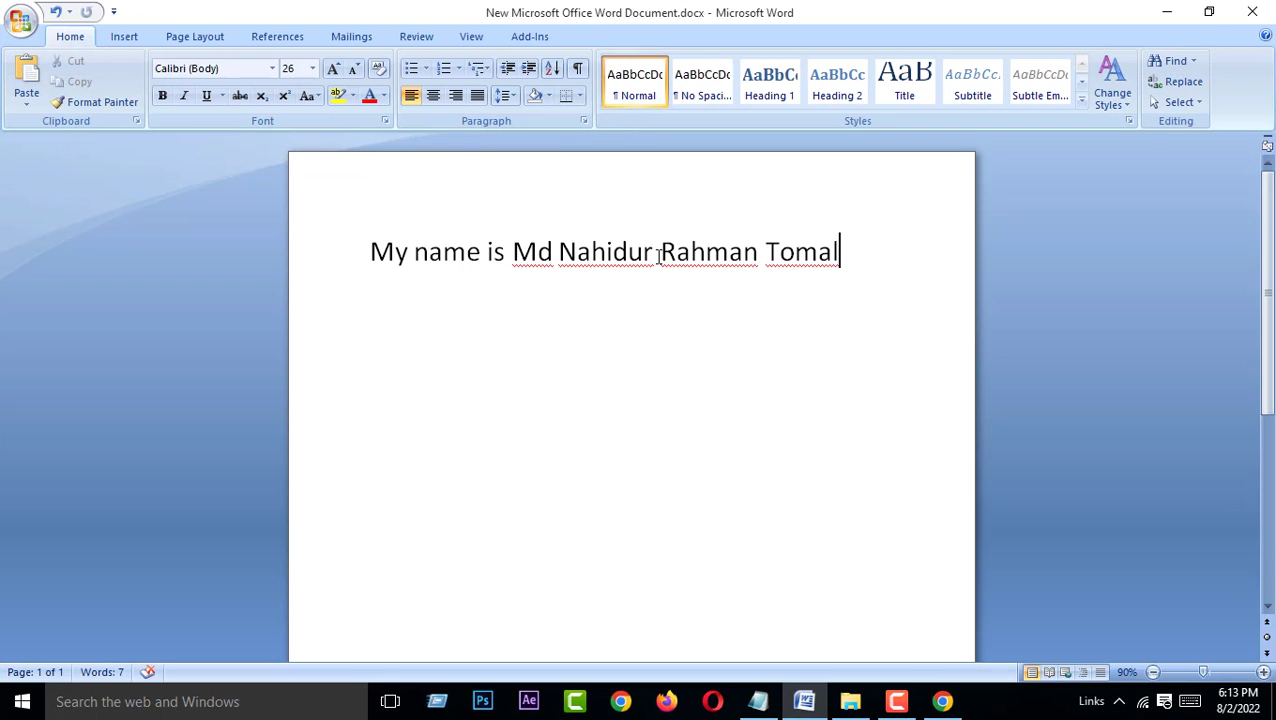 New Microsoft Office Word Document.docx - Microsoft Word
Home Insert Page Layout References Mailings Review View Add-Ins
Paste
Cut
Copy
Format Painter
Clipboard
Calibri (Body) 26
Font
Paragraph
AaBbCcDc AaBbCcDc AaBbCc AaBbCc AaB AaBbCc. AaBbCcDc
¶ Normal ¶ No Spaci... Heading 1 Heading 2 Title Subtitle Subtle Em...
Change
Styles
Styles
Find
Replace
Select
Editing
My name is Md Nahidur Rahman Tomal
Page: 1 of 1 Words: 7 90%
Search the web and Windows
Links
6:13 PM
8/2/2022